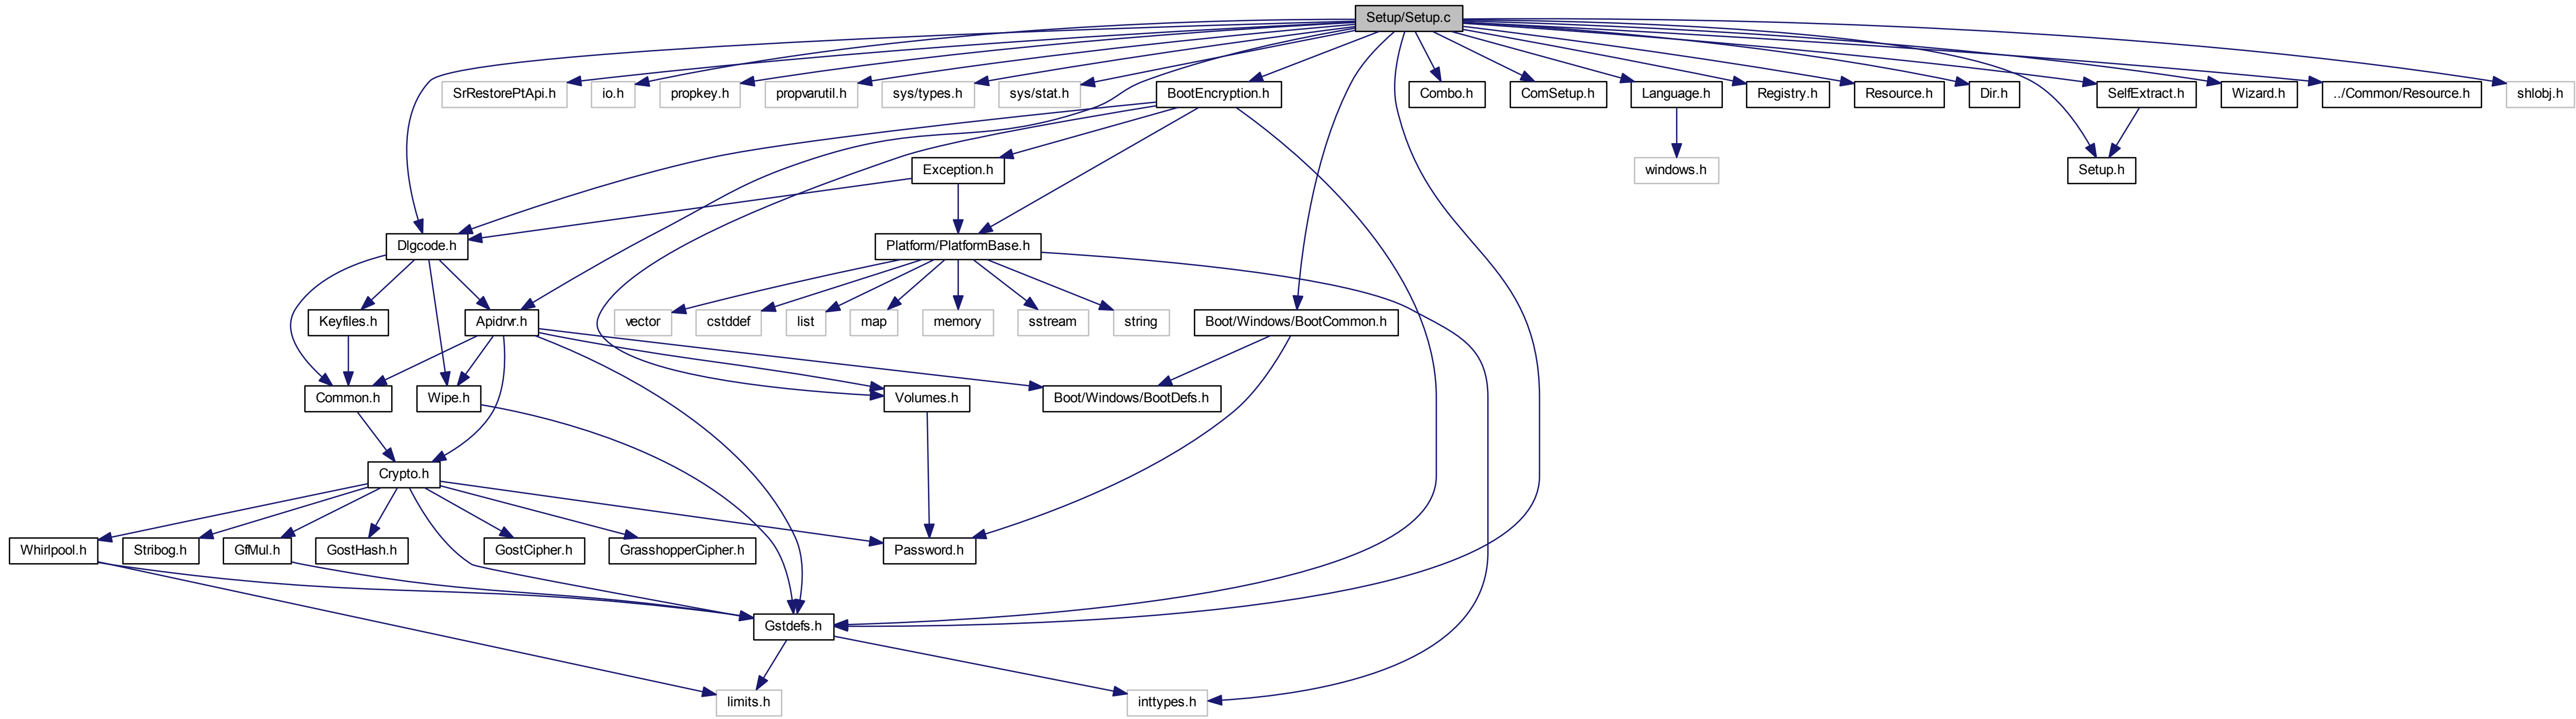 Setup/Setup.c
SrRestorePtApi.h
io.h
propkey.h
propvarutil.h
sys/types.h
sys/stat.h
BootEncryption.h
Combo.h
ComSetup.h
Language.h
Registry.h
Resource.h
Dir.h
SelfExtract.h
Wizard.h
../Common/Resource.h
shlobj.h
Exception.h
windows.h
Setup.h
Dlgcode.h
Platform/PlatformBase.h
Keyfiles.h
Apidrvr.h
vector
cstddef
list
map
memory
sstream
string
Boot/Windows/BootCommon.h
Common.h
Wipe.h
Volumes.h
Boot/Windows/BootDefs.h
Crypto.h
Whirlpool.h
Stribog.h
GfMul.h
GostHash.h
GostCipher.h
GrasshopperCipher.h
Password.h
Gstdefs.h
limits.h
inttypes.h